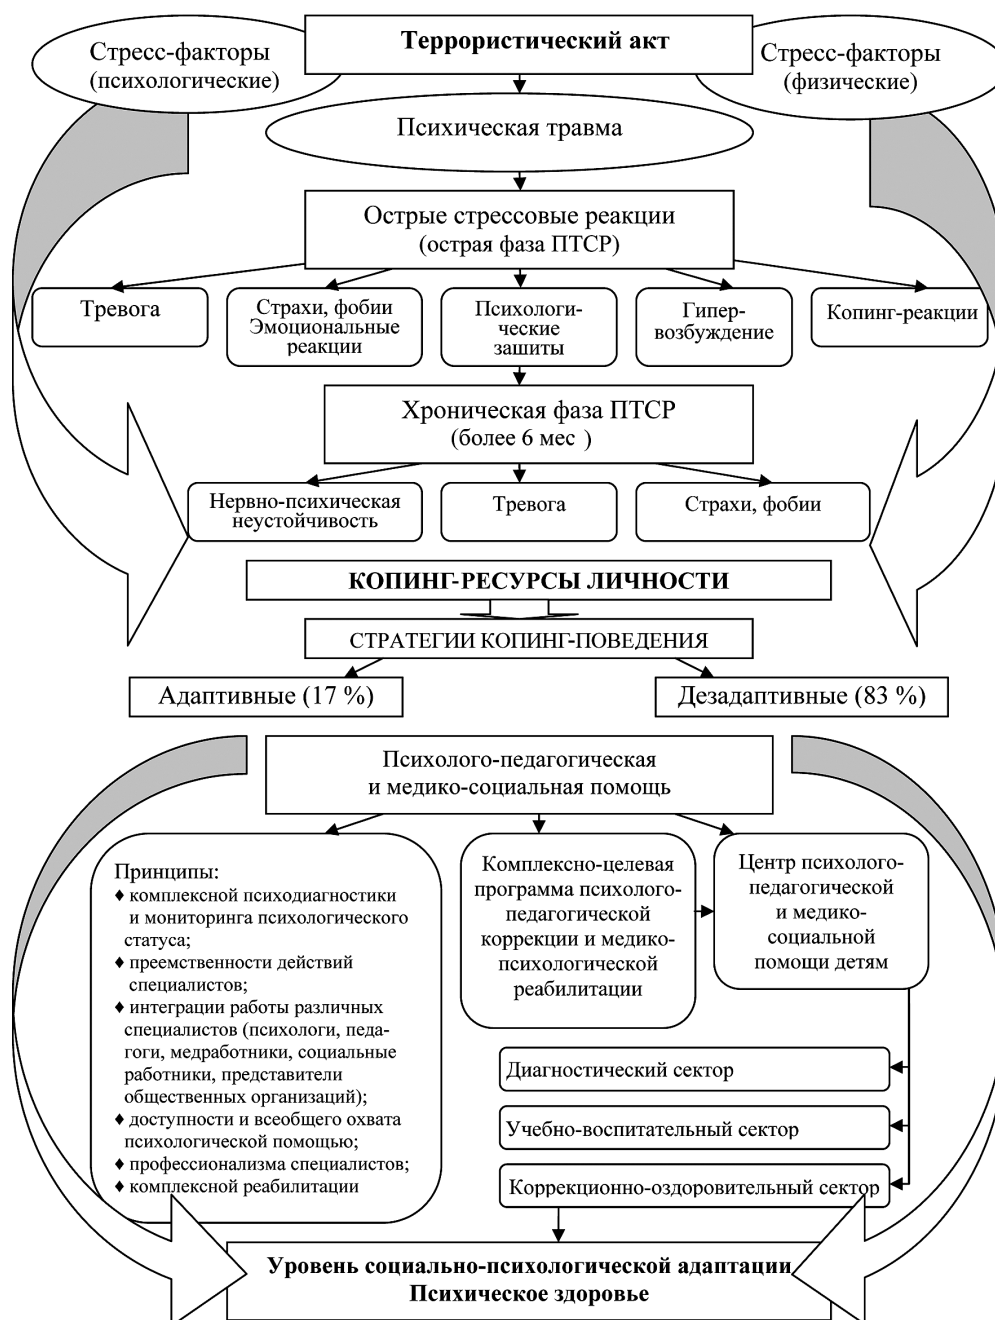 Стресс-факторы
(психологические)
Террористический акт
Стресс-факторы
(физические)
Психическая травма
Острые стрессовые реакции
(острая фаза ПТСР)
Тревога
Страхи, фобии
Эмоциональные
реакции
Психологи-
ческие
зашиты
Гипер-
возбуждение
Копинг-реакции
Хроническая фаза ПТСР
(более 6 мес )
Нервно-психическая
неустойчивость
Тревога
Страхи, фобии
КОПИНГ-РЕСУРСЫ ЛИЧНОСТИ
СТРАТЕГИИ КОПИНГ-ПОВЕДЕНИЯ
Адаптивные (17 %)
Дезадаптивные (83 %)
Психолого-педагогическая
и медико-социальная помощь
Принципы:
♦ комплексной психодиагностики
и мониторинга психологического
статуса;
♦ преемственности действий
специалистов;
♦ интеграции работы различных
специалистов (психологи, педа-
гоги, медработники, социальные
работники, представители
общественных организаций);
♦ доступности и всеобщего охвата
психологической помощью;
♦ профессионализма специалистов;
♦ комплексной реабилитации
Комплексно-целевая
программа психолого-
педагогической
коррекции и медико-
психологической
реабилитации
Центр психолого-
педагогической
и медико-
социальной
помощи детям
Диагностический сектор
Учебно-воспитательный сектор
Коррекционно-оздоровительный сектор
Уровень социально-психологической адаптации
Психическое здоровье